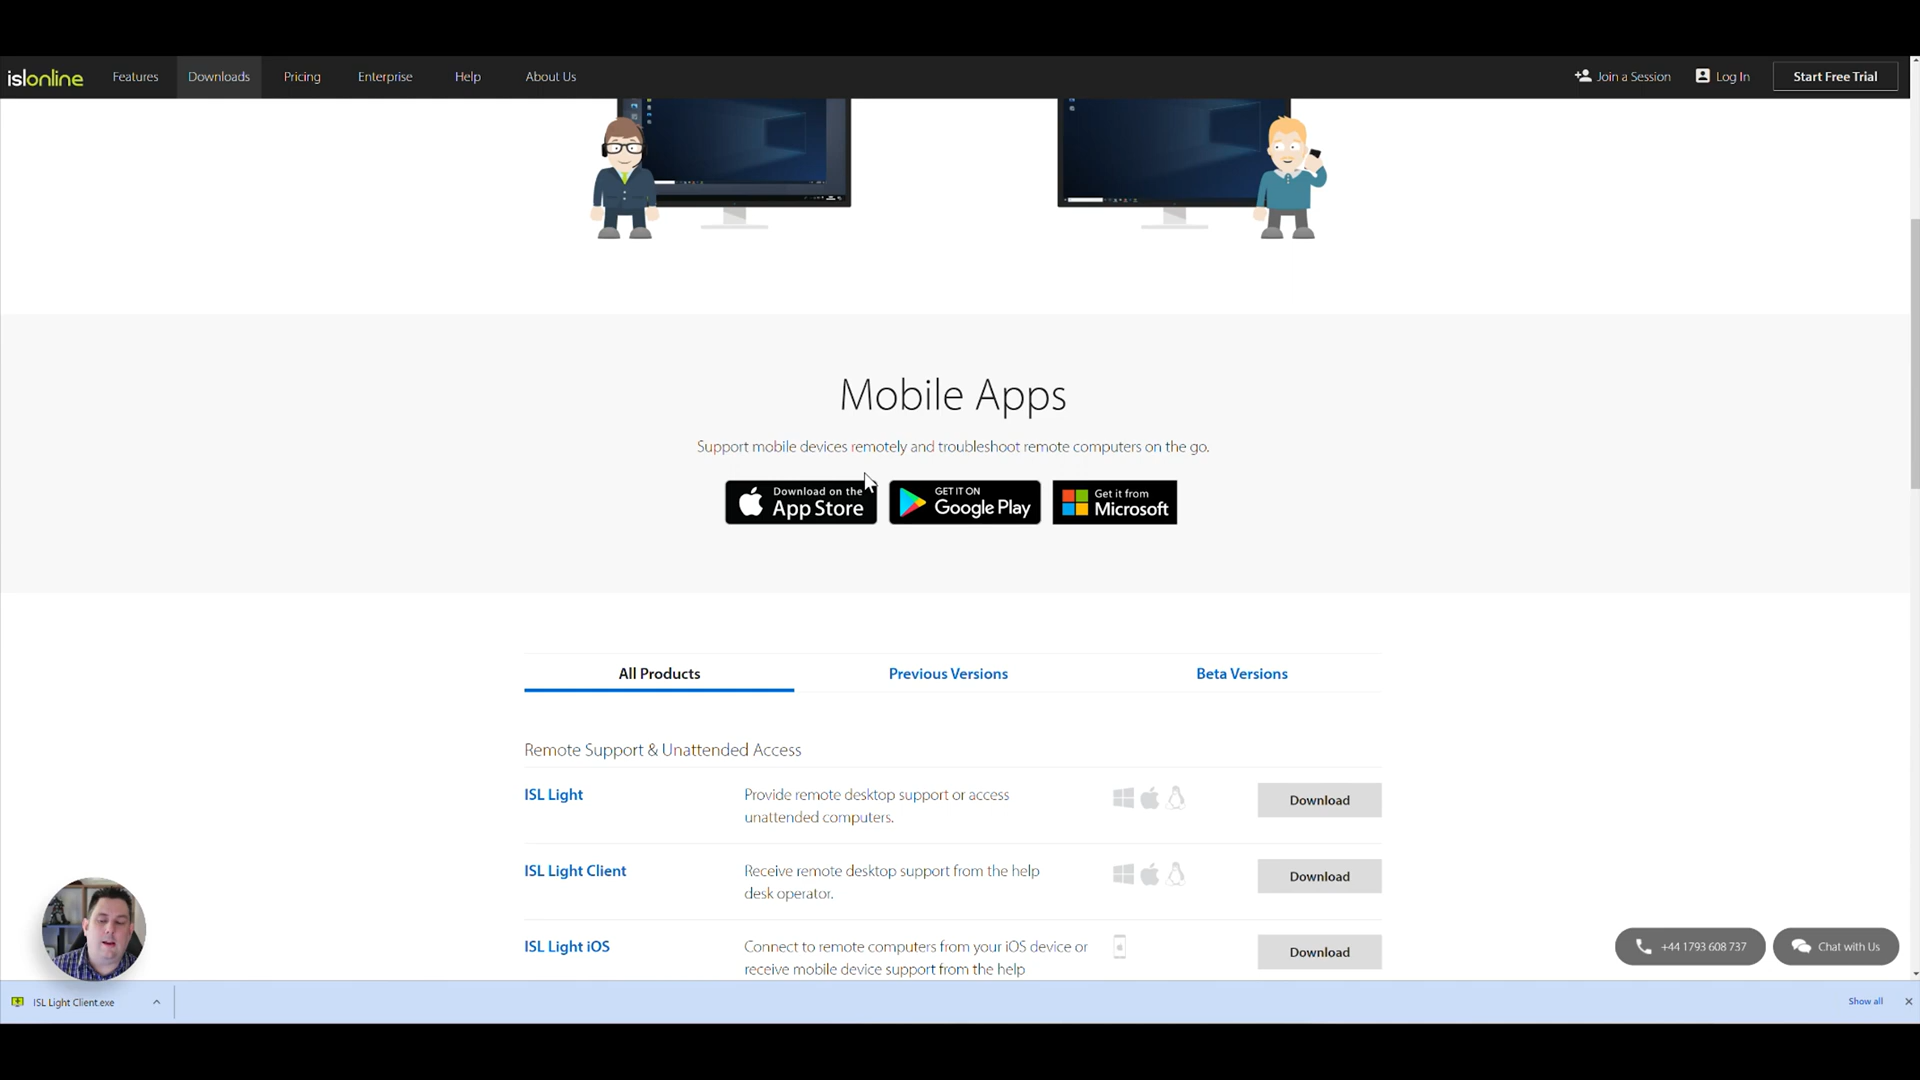 islonline
Features
Downloads
Pricing
Enterprise
Help
About Us
Join a Session
Log In
Start Free Trial
Mobile Apps
Support mobile devices remotely and troubleshoot remote computers on the go.
Download on the
App Store
GET IT ON
Google Play
Get it from
Microsoft
All Products
Previous Versions
Beta Versions
Remote Support & Unattended Access
ISL Light
Provide remote desktop support or access
unattended computers.
Download
ISL Light Client
Receive remote desktop support from the help
desk operator.
Download
ISL Light iOS
Connect to remote computers from your iOS device or
receive mobile device support from the help
Download
+44 1793 608 737
Chat with Us
ISL Light Client.exe
Show all